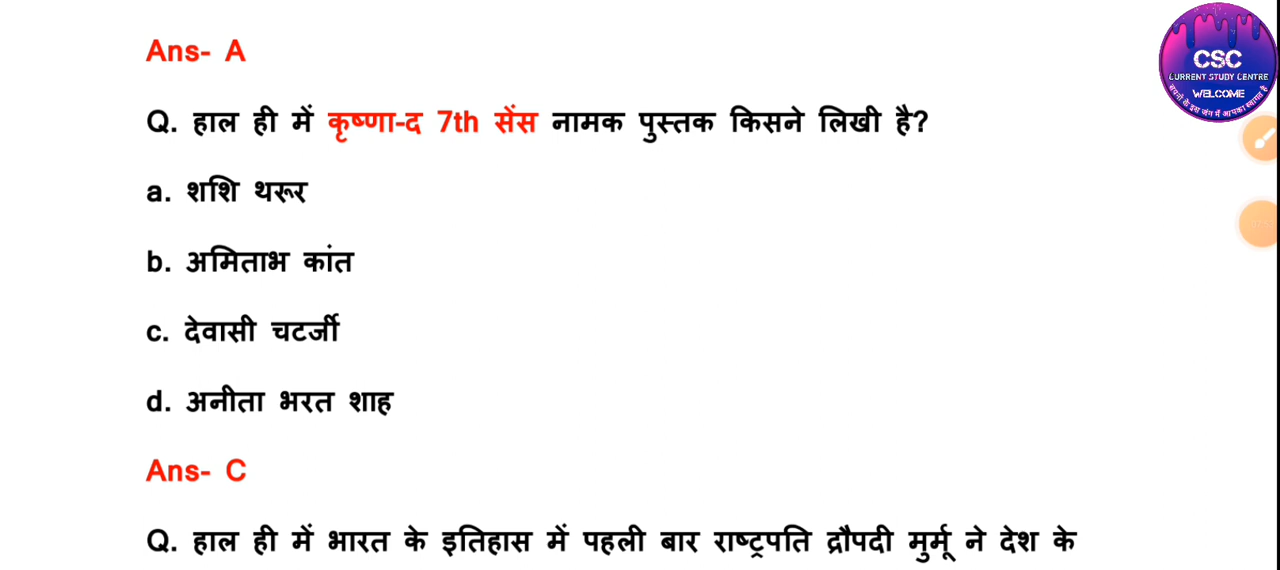 Ans- A
CSC
CURRENT STUDY CENTRE
WELCOME
Q. हाल ही में कृष्णा-द 7th सेंस नामक पुस्तक किसने लिखी है?
a. शशि थरूर
b. अमिताभ कांत
c. देवासी चटर्जी
d. अनीता भरत शाह
Ans- C
Q. हाल ही में भारत के इतिहास में पहली बार राष्ट्रपति द्रौपदी मुर्मू ने देश के